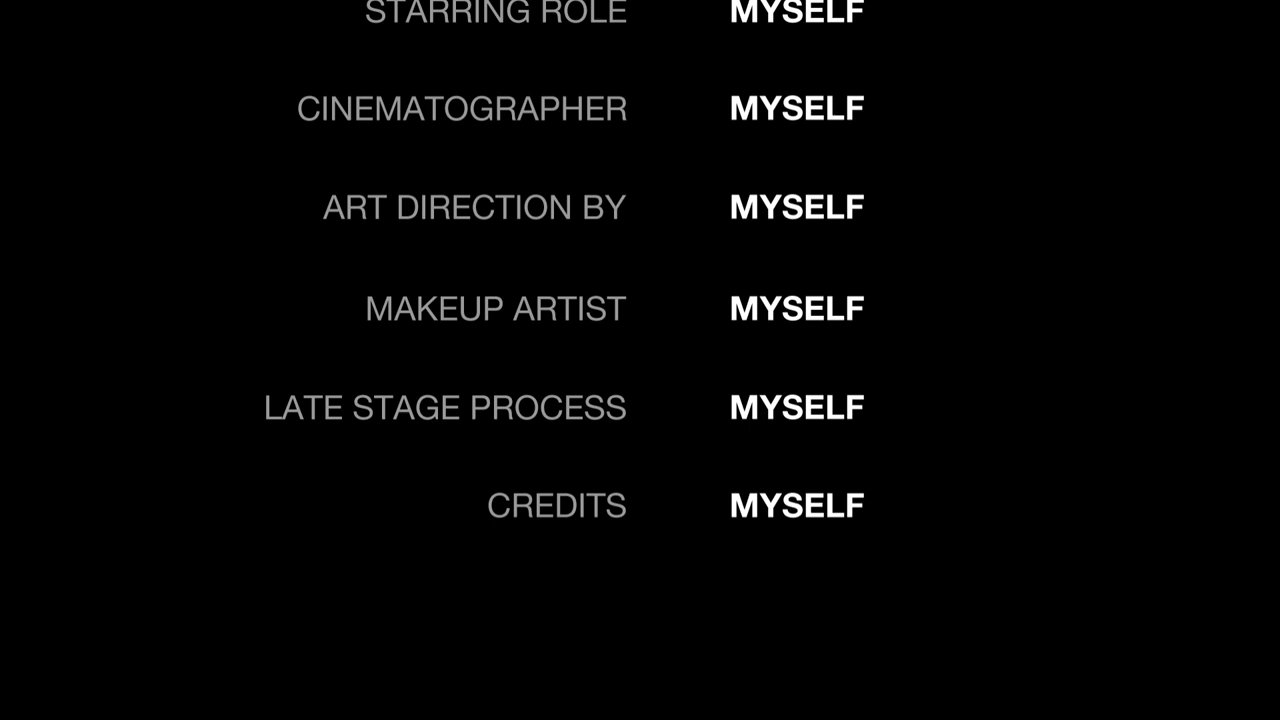 STARRING ROLE MYSELF
CINEMATOGRAPHER MYSELF
ART DIRECTION BY MYSELF
MAKEUP ARTIST MYSELF
LATE STAGE PROCESS MYSELF
CREDITS MYSELF